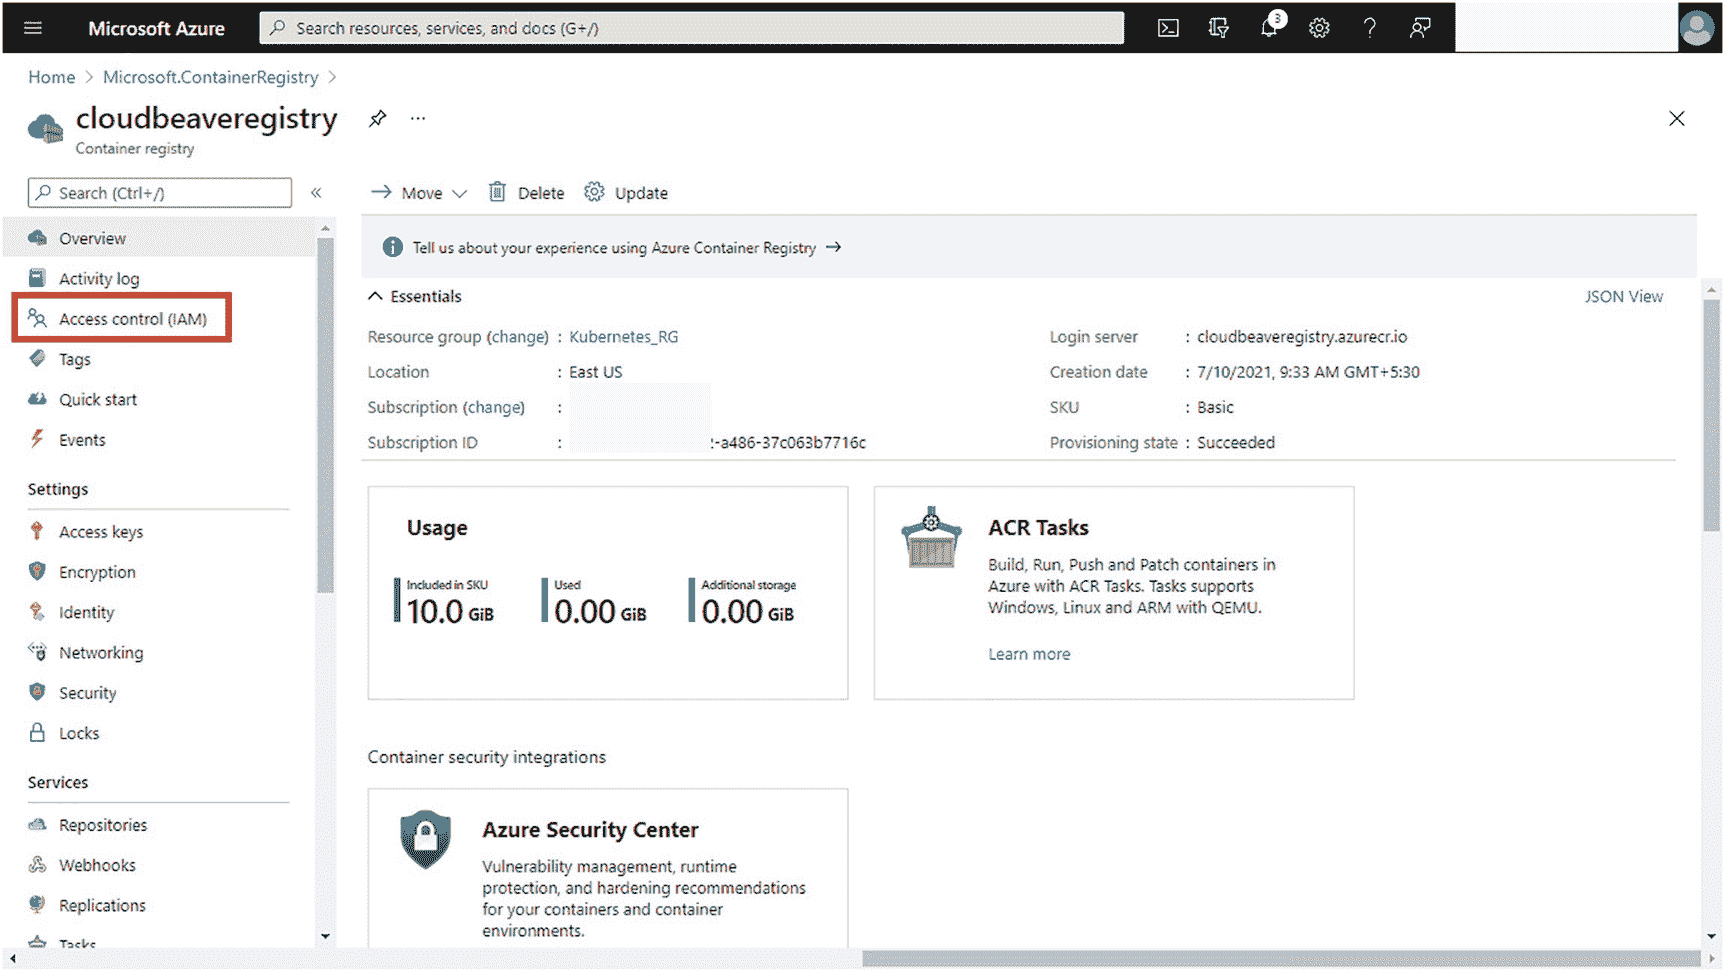 Microsoft Azure
Search resources, services, and docs (G+/)
3
Home > Microsoft.ContainerRegistry >
cloudbeaveregistry
...
Container registry
Search (Ctrl+/)
«
Move
Delete
Update
Overview
Activity log
Access control (IAM)
Tags
Quick start
Events
Settings
Access keys
Encryption
Identity
Networking
Security
Locks
Services
Repositories
Webhooks
Replications
Tasks
Tell us about your experience using Azure Container Registry →
Essentials
JSON View
Resource group (change) : Kubernetes_RG
Location : East US
Subscription (change) :
Subscription ID : -a486-37c063b7716c
Login server : cloudbeaveregistry.azurecr.io
Creation date : 7/10/2021, 9:33 AM GMT+5:30
SKU : Basic
Provisioning state : Succeeded
Usage
Included in SKU
10.0 GiB
Used
0.00 GiB
Additional storage
0.00 GiB
ACR Tasks
Build, Run, Push and Patch containers in
Azure with ACR Tasks. Tasks supports
Windows, Linux and ARM with QEMU.
Learn more
Container security integrations
Azure Security Center
Vulnerability management, runtime
protection, and hardening recommendations
for your containers and container
environments.